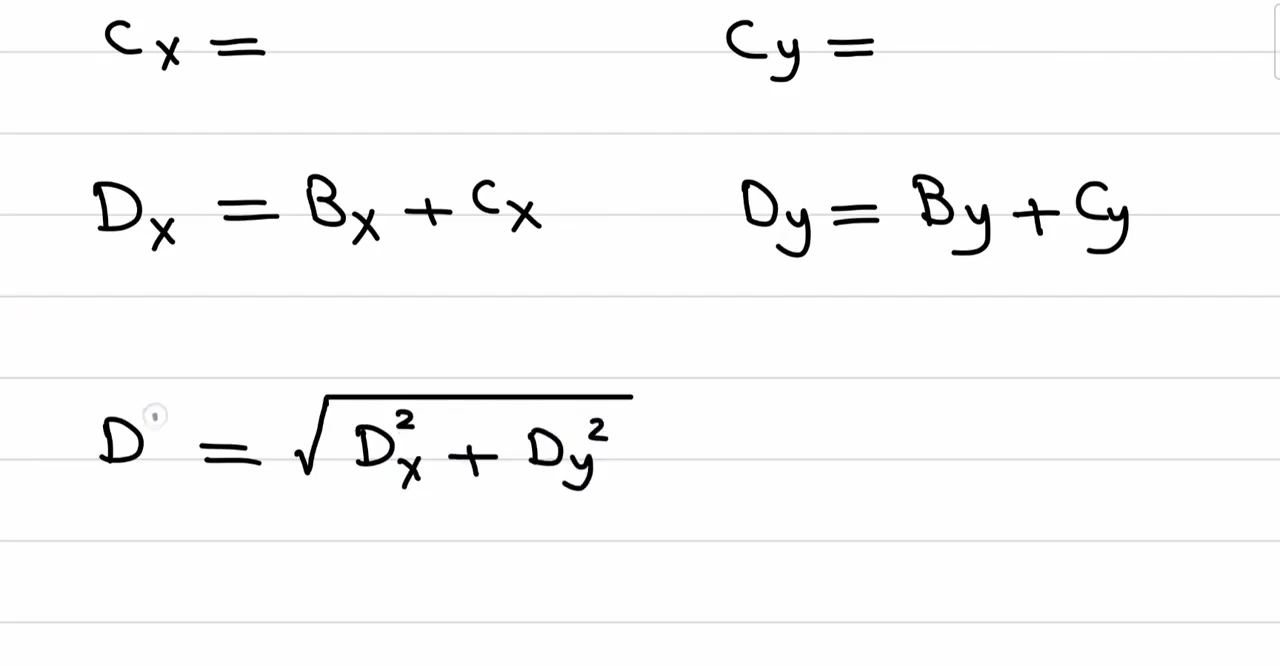 Cx = Cy =
Dx = Bx + Cx Dy = By + Cy
D = √(Dx² + Dy²)